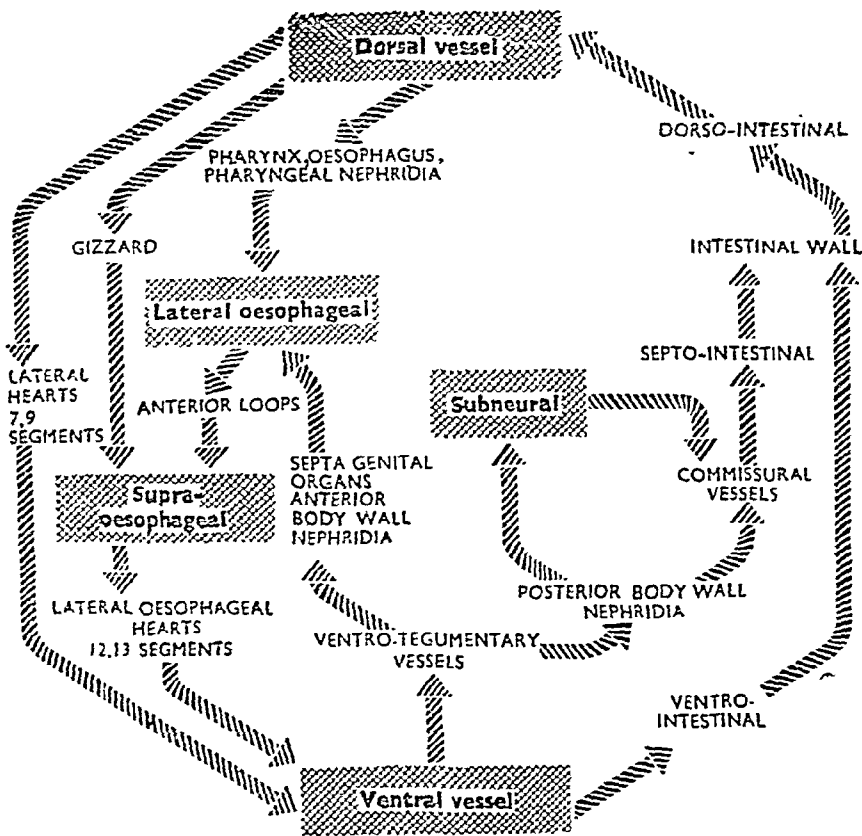 Dorsal vessel
DORSO-INTESTINAL
PHARYNX,OESOPHAGUS,
PHARYNGEAL NEPHRIDIA
GIZZARD
INTESTINAL WALL
Lateral oesophageal
SEPTO-INTESTINAL
LATERAL
HEARTS
7,9
SEGMENTS
ANTERIOR LOOPS
Subneural
SEPTA GENITAL
ORGANS
ANTERIOR
BODY WALL
NEPHRIDIA
COMMISSURAL
VESSELS
Supra-
oesophageal
POSTERIOR BODY WALL
NEPHRIDIA
LATERAL OESOPHAGEAL
HEARTS
12,13 SEGMENTS
VENTRO-TEGUMENTARY
VESSELS
VENTRO-
INTESTINAL
Ventral vessel